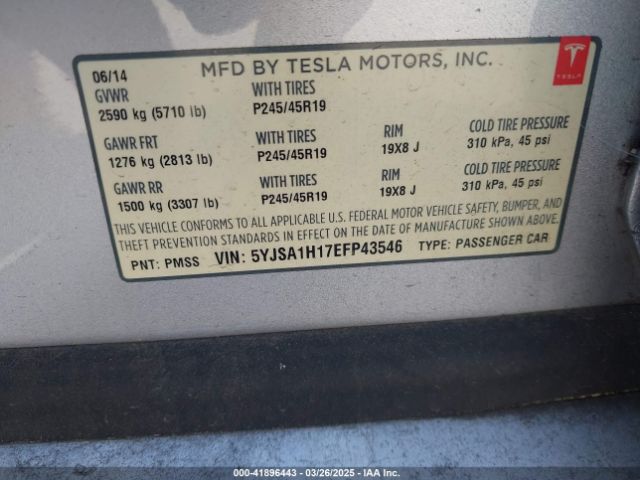 06/14 MFD BY TESLA MOTORS, INC. TESLA
GVWR WITH TIRES
2590 kg (5710 lb) P245/45R19
GAWR FRT WITH TIRES RIM COLD TIRE PRESSURE
1276 kg (2813 lb) P245/45R19 19X8 J 310 kPa, 45 psi
GAWR RR WITH TIRES RIM COLD TIRE PRESSURE
1500 kg (3307 lb) P245/45R19 19X8 J 310 kPa, 45 psi
THIS VEHICLE CONFORMS TO ALL APPLICABLE U.S. FEDERAL MOTOR VEHICLE SAFETY, BUMPER, AND
THEFT PREVENTION STANDARDS IN EFFECT ON THE DATE OF MANUFACTURE SHOWN ABOVE.
PNT: PMSS VIN: 5YJSA1H17EFP43546 TYPE: PASSENGER CAR
000-41896443 - 03/26/2025 - IAA Inc.